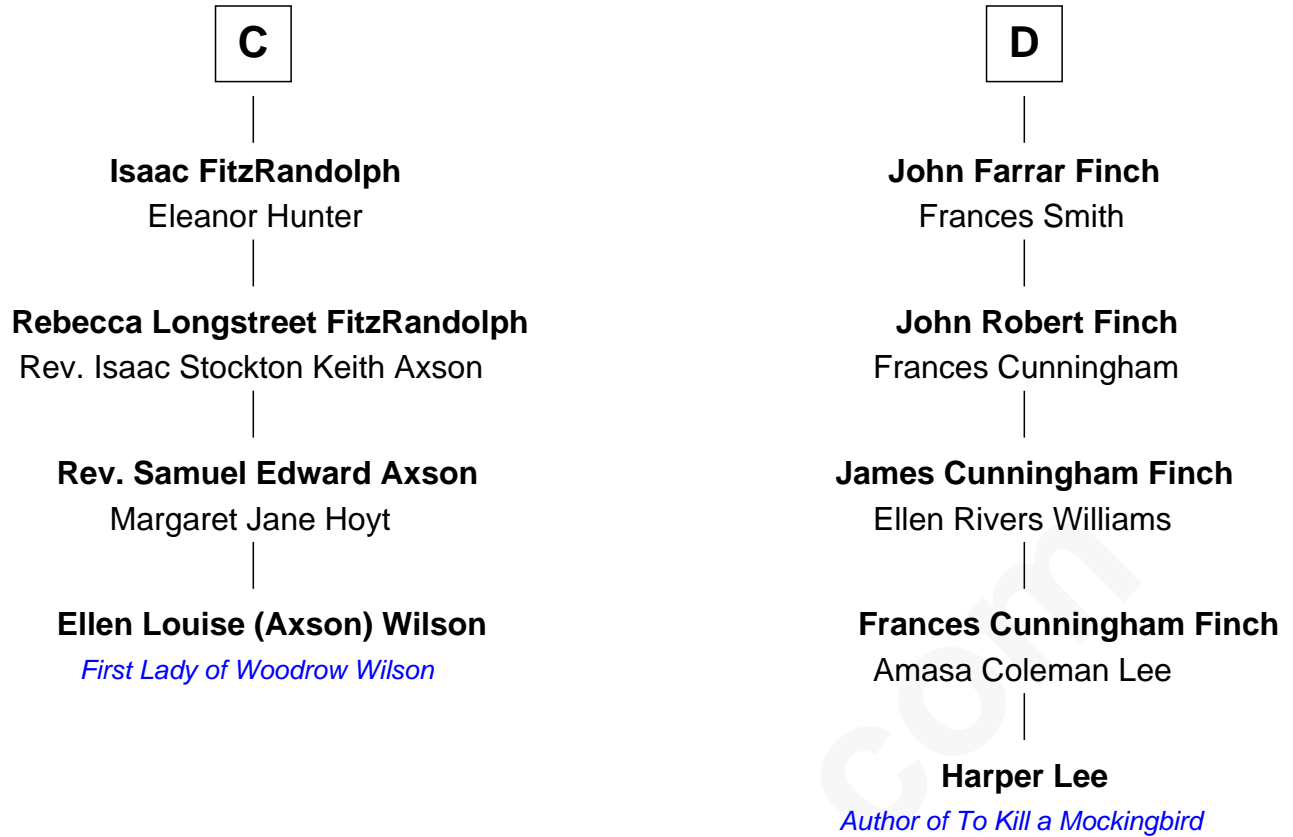 C
Isaac FitzRandolph
Eleanor Hunter
Rebecca Longstreet FitzRandolph
Rev. Isaac Stockton Keith Axson
Rev. Samuel Edward Axson
Margaret Jane Hoyt
Ellen Louise (Axson) Wilson
First Lady of Woodrow Wilson
D
John Farrar Finch
Frances Smith
John Robert Finch
Frances Cunningham
James Cunningham Finch
Ellen Rivers Williams
Frances Cunningham Finch
Amasa Coleman Lee
Harper Lee
Author of To Kill a Mockingbird
com